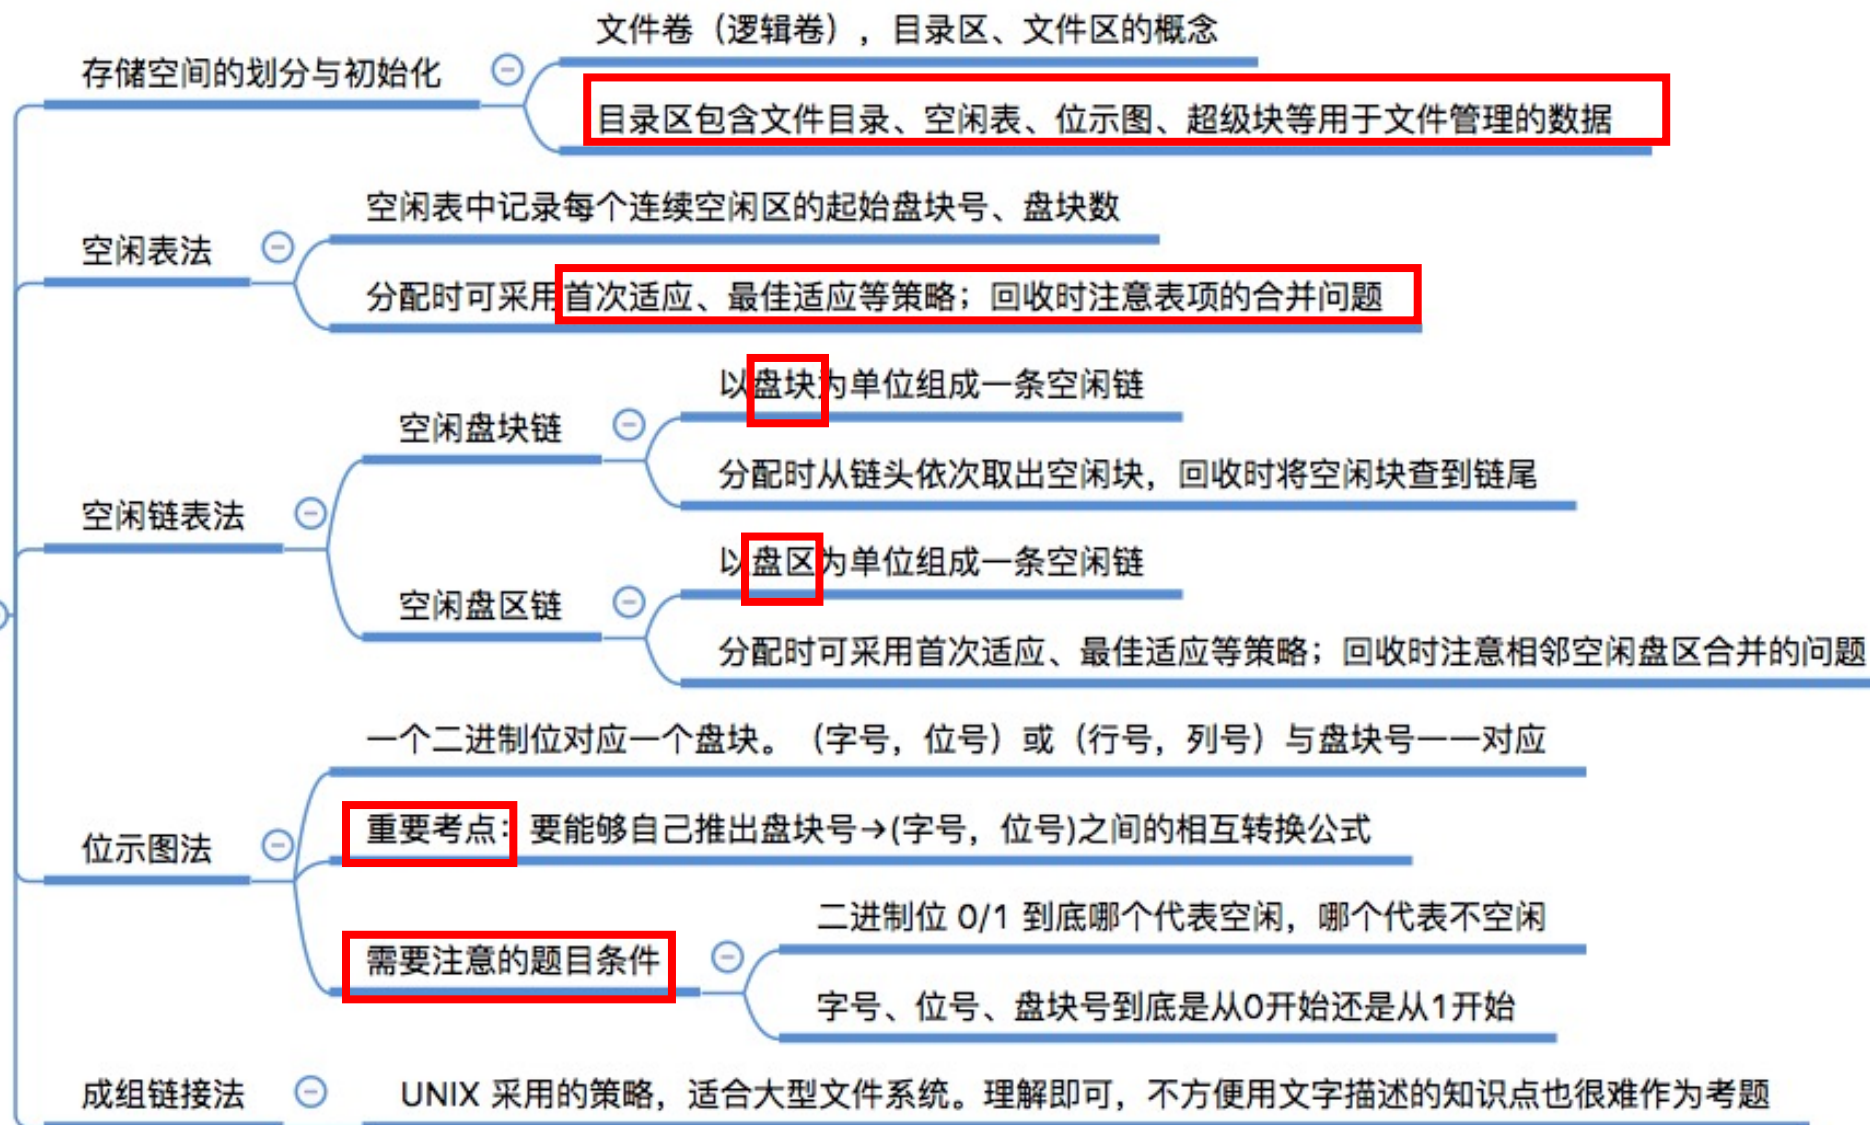 文件卷（逻辑卷），目录区、文件区的概念
存储空间的划分与初始化
目录区包含文件目录、空闲表、位示图、超级块等用于文件管理的数据
空闲表中记录每个连续空闲区的起始盘块号、盘块数
空闲表法
分配时可采用首次适应、最佳适应等策略；回收时注意表项的合并问题
以盘块为单位组成一条空闲链
空闲盘块链
分配时从链头依次取出空闲块，回收时将空闲块查到链尾
空闲链表法
以盘区为单位组成一条空闲链
空闲盘区链
分配时可采用首次适应、最佳适应等策略；回收时注意相邻空闲盘区合并的问题
一个二进制位对应一个盘块。（字号，位号）或（行号，列号）与盘块号一一对应
重要考点：要能够自己推出盘块号→(字号，位号)之间的相互转换公式
位示图法
二进制位 0/1 到底哪个代表空闲，哪个代表不空闲
需要注意的题目条件
字号、位号、盘块号到底是从0开始还是从1开始
成组链接法
UNIX 采用的策略，适合大型文件系统。理解即可，不方便用文字描述的知识点也很难作为考题